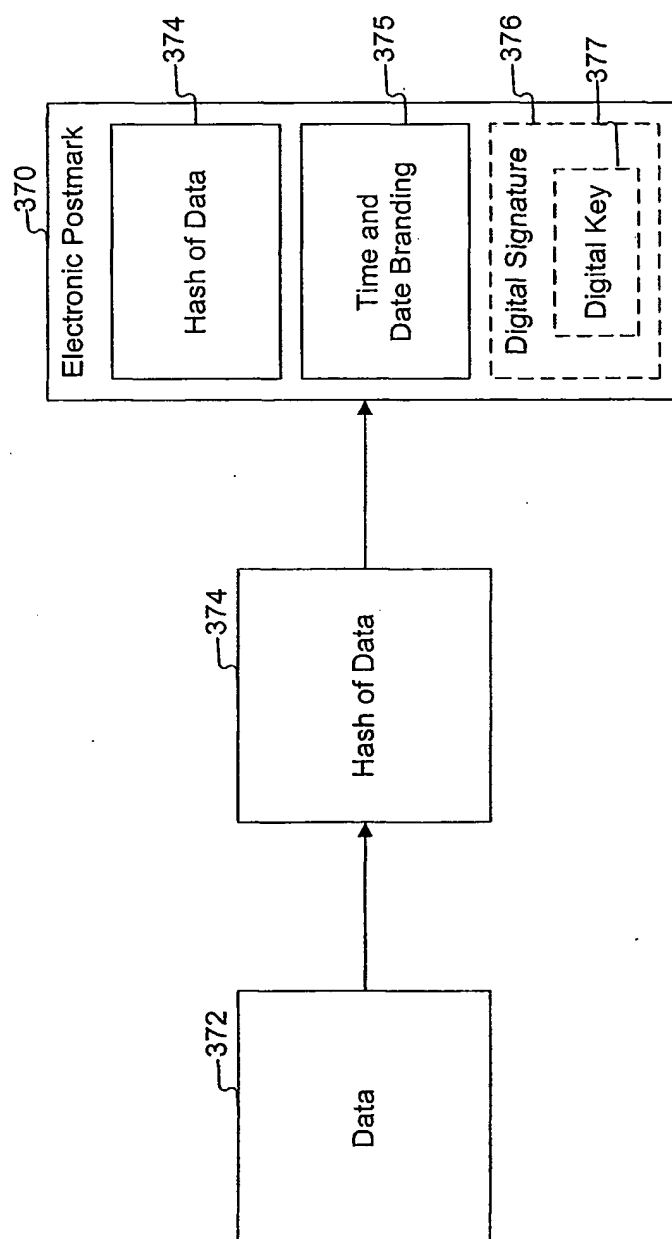 372
Data
374
Hash of Data
370
Electronic Postmark
Hash of Data
374
Time and
Date Branding
375
Digital Signature
376
Digital Key
377